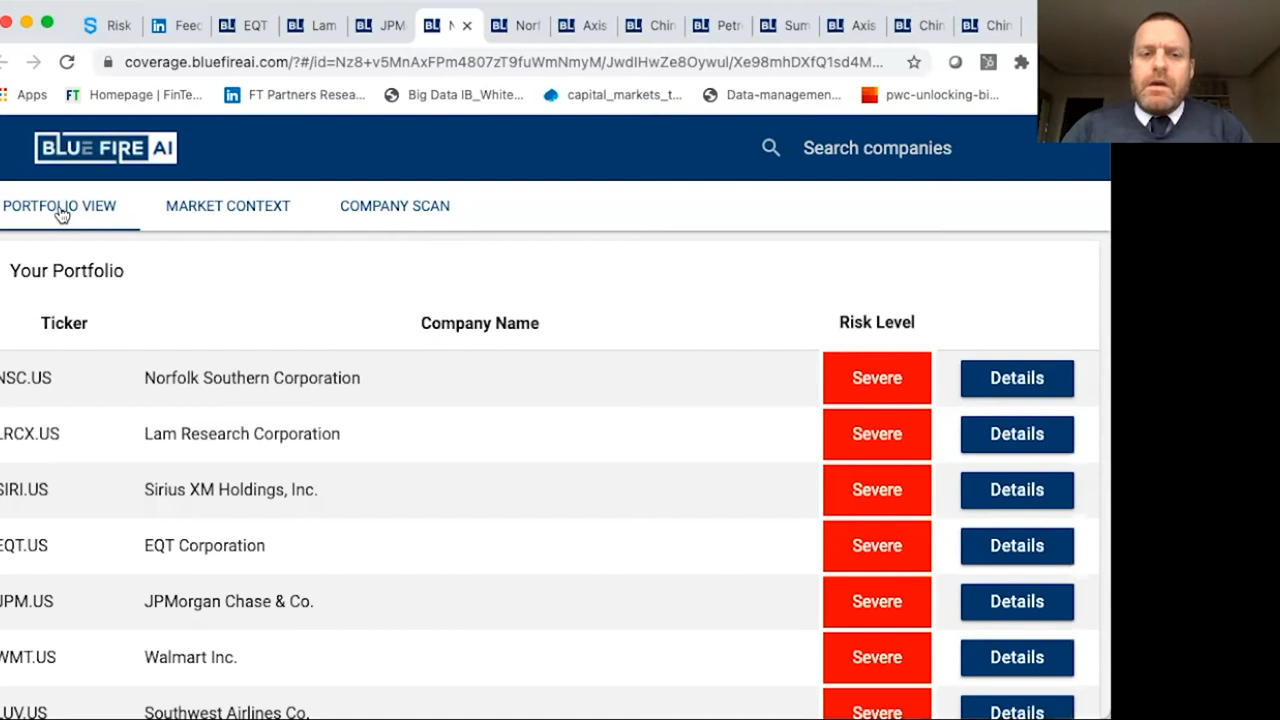 Risk Feec EQT Lam JPM N Norf Axis Chin Petr Sum Axis Chin Chin
coverage.bluefireai.com/?#/id=Nz8+v5MnAxFPm4807zT9fuWmNmyM/JwdlHwZe8Oywul/Xe98mhDXfQ1sd4M...
Apps FT Homepage | FinTe... FT Partners Resea... Big Data IB_White... capital_markets_t... Data-managemen... pwc-unlocking-bi...
BLUE FIRE AI Search companies
PORTFOLIO VIEW MARKET CONTEXT COMPANY SCAN
Your Portfolio
Ticker Company Name Risk Level
NSC.US Norfolk Southern Corporation Severe Details
LRCX.US Lam Research Corporation Severe Details
SIRI.US Sirius XM Holdings, Inc. Severe Details
EQT.US EQT Corporation Severe Details
JPM.US JPMorgan Chase & Co. Severe Details
WMT.US Walmart Inc. Severe Details
LUV.US Southwest Airlines Co. Severe Details